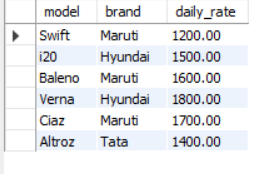 model brand daily_rate
Swift Maruti 1200.00
i20 Hyundai 1500.00
Baleno Maruti 1600.00
Verna Hyundai 1800.00
Ciaz Maruti 1700.00
Altroz Tata 1400.00